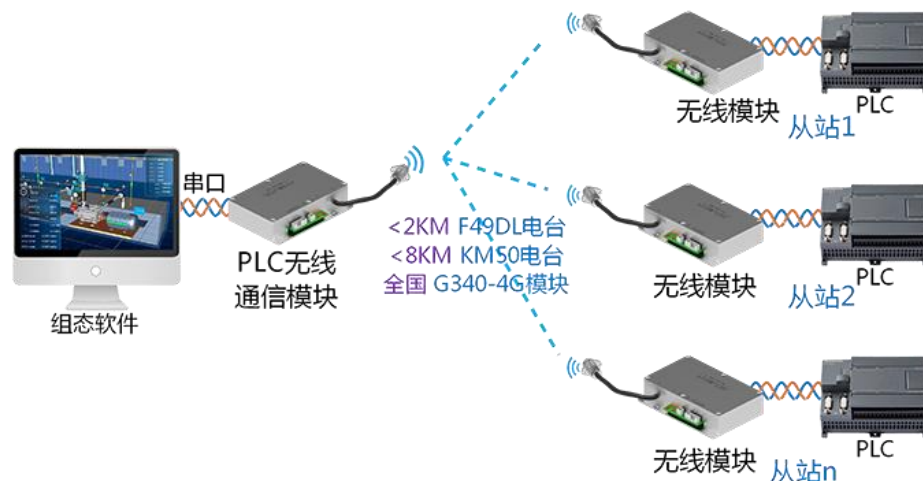 无线模块
PLC
从站1
串口
PLC无线
通信模块
组态软件
<2KM F49DL电台
<8KM KM50电台
全国 G340-4G模块
无线模块
PLC
从站2
无线模块
PLC
从站n